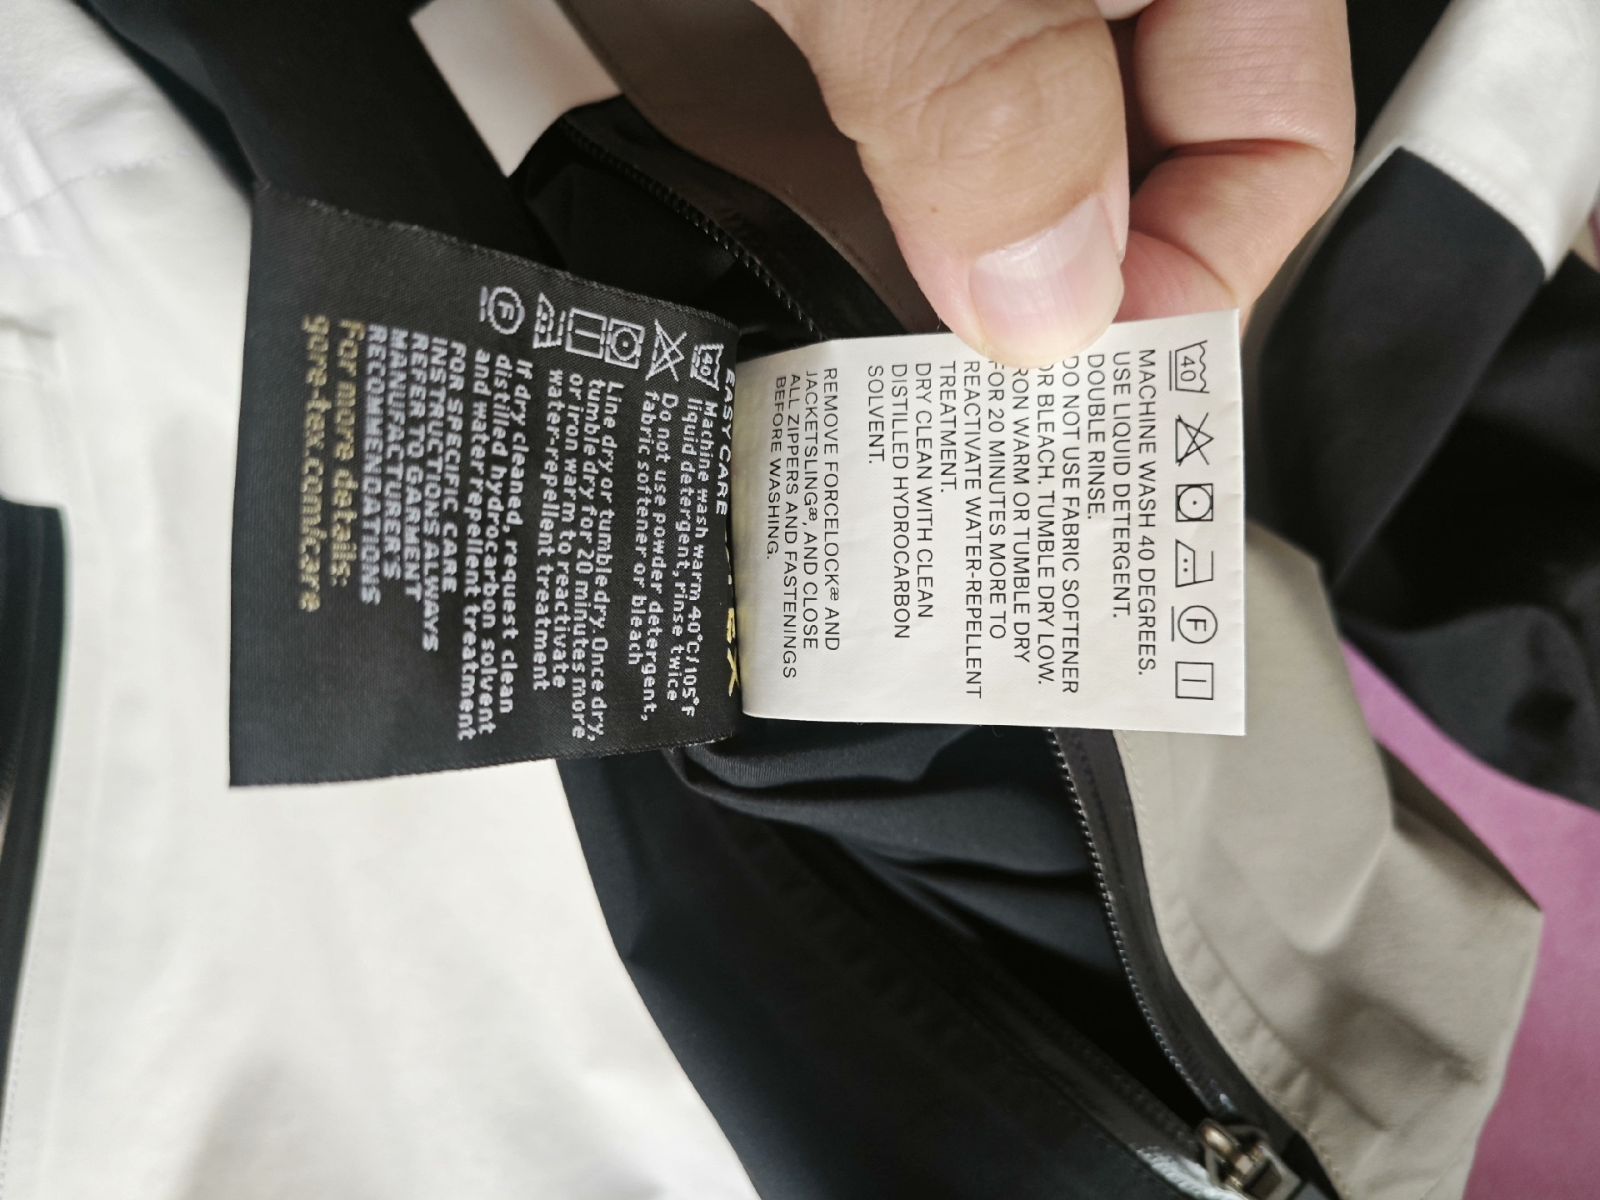 MACHINE WASH 40 DEGREES.
USE LIQUID DETERGENT.
DOUBLE RINSE.
DO NOT USE FABRIC SOFTENER
OR BLEACH. TUMBLE DRY LOW.
IRON WARM OR TUMBLE DRY
FOR 20 MINUTES MORE TO
REACTIVATE WATER-REPELLENT
TREATMENT.
DRY CLEAN WITH CLEAN
DISTILLED HYDROCARBON
SOLVENT.
REMOVE FORCELOCKæ AND
JACKETSLINGæ, AND CLOSE
ALL ZIPPERS AND FASTENINGS
BEFORE WASHING.
40
F
EASY CARE
Machine wash warm 40°C/105°F
liquid detergent, rinse twice
Do not use powder detergent,
fabric softener or bleach
Line dry or tumble dry. Once dry,
tumble dry for 20 minutes more
or iron warm to reactivate
water-repellent treatment
If dry cleaned, request clean
distilled hydrocarbon solvent
and water repellent treatment
FOR SPECIFIC CARE
INSTRUCTIONS ALWAYS
REFER TO GARMENT
MANUFACTURER'S
RECOMMENDATIONS
For more details:
gore-tex.com/care
40
F